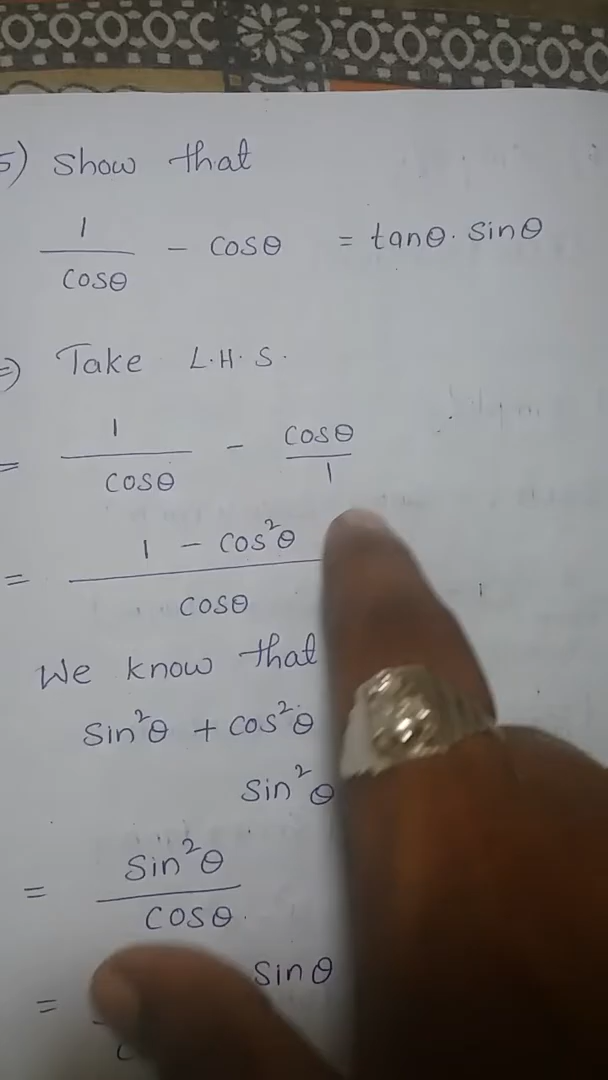 5) Show that
1/cosθ - cosθ = tanθ. sinθ
=) Take L.H.S.
= 1/cosθ - cosθ/1
= 1 - cos²θ/cosθ
We know that
sin²θ + cos²θ
sin²θ
= sin²θ/cosθ.
= sinθ